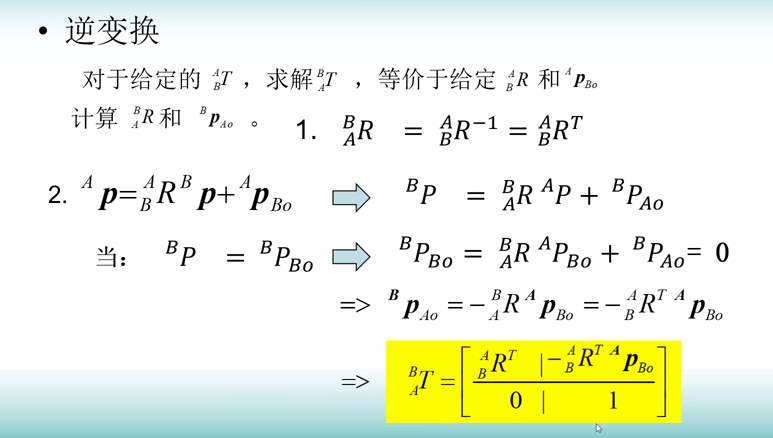 • 逆变换
对于给定的 ${}^{A}_{B}T$ ，求解 ${}^{B}_{A}T$ ，等价于给定 ${}^{A}_{B}R$ 和 ${}^{A}\boldsymbol{p}_{Bo}$
计算 ${}^{B}_{A}R$ 和 ${}^{B}\boldsymbol{p}_{Ao}$ 。
1. ${}^{B}_{A}R = {}^{A}_{B}R^{-1} = {}^{A}_{B}R^{T}$
2. ${}^{A}\boldsymbol{p} = {}^{A}_{B}R\,{}^{B}\boldsymbol{p} + {}^{A}\boldsymbol{p}_{Bo}$ ⇨ ${}^{B}P = {}^{B}_{A}R\,{}^{A}P + {}^{B}P_{Ao}$
当： ${}^{B}P = {}^{B}P_{Bo}$ ⇨ ${}^{B}P_{Bo} = {}^{B}_{A}R\,{}^{A}P_{Bo} + {}^{B}P_{Ao} = 0$
=> ${}^{B}\boldsymbol{p}_{Ao} = -{}^{B}_{A}R\,{}^{A}\boldsymbol{p}_{Bo} = -{}^{A}_{B}R^{T}\,{}^{A}\boldsymbol{p}_{Bo}$
=> ${}^{B}_{A}T = \left[\begin{array}{c|c} {}^{A}_{B}R^{T} & -{}^{A}_{B}R^{T}\,{}^{A}\boldsymbol{p}_{Bo} \\ \hline 0 & 1 \end{array}\right]$